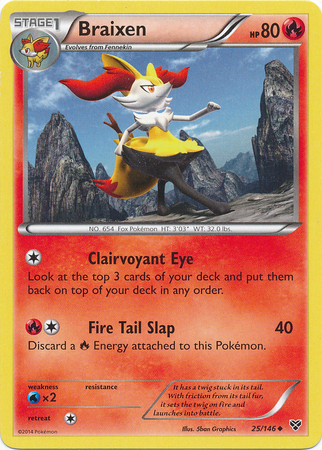 STAGE1
Braixen
HP80
Evolves from Fennekin
NO. 654 Fox Pokémon. HT: 3'03" WT: 32.0 lbs.
Clairvoyant Eye
Look at the top 3 cards of your deck and put them
back on top of your deck in any order.
Fire Tail Slap 40
Discard a Energy attached to this Pokémon.
weakness resistance
×2
retreat
It has a twig stuck in its tail.
With friction from its tail fur,
it sets the twig on fire and
launches into battle.
©2014 Pokémon
Illus. 5ban Graphics
25/146
XY